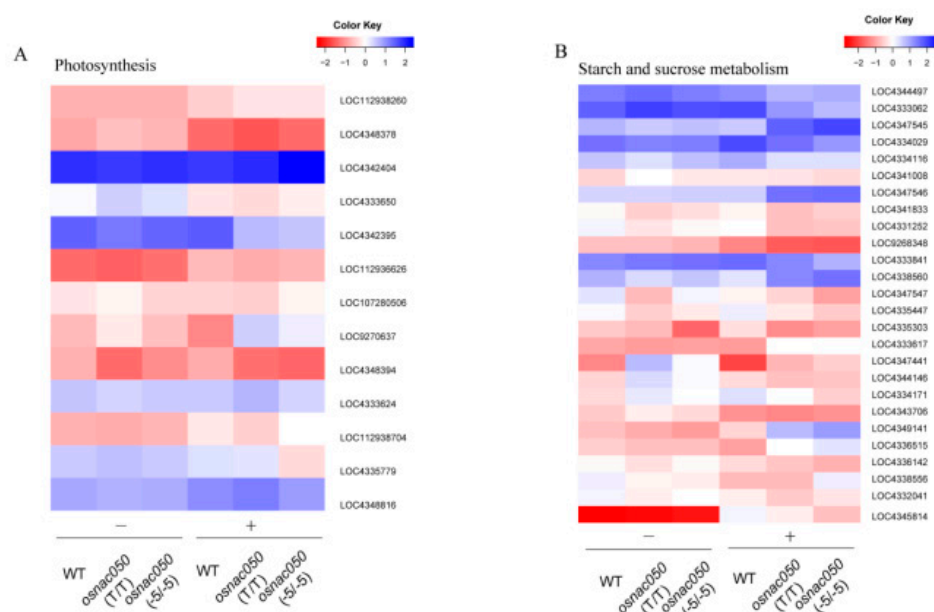 A
Photosynthesis
Color Key
−2 −1 0 1 2
LOC112938260
LOC4348378
LOC4342404
LOC4333650
LOC4342395
LOC112936626
LOC107280506
LOC9270637
LOC4348394
LOC4333624
LOC112938704
LOC4335779
LOC4348816
− +
WT osnac050 (T/T) osnac050 (-5/-5) WT osnac050 (T/T) osnac050 (-5/-5)
B
Starch and sucrose metabolism
Color Key
−2 −1 0 1 2
LOC4344497
LOC4333062
LOC4347545
LOC4334029
LOC4334116
LOC4341008
LOC4347546
LOC4341833
LOC4331252
LOC9268348
LOC4333841
LOC4338560
LOC4347547
LOC4335447
LOC4335303
LOC4333617
LOC4347441
LOC4344146
LOC4334171
LOC4343706
LOC4349141
LOC4336515
LOC4336142
LOC4338556
LOC4332041
LOC4345814
− +
WT osnac050 (T/T) osnac050 (-5/-5) WT osnac050 (T/T) osnac050 (-5/-5)